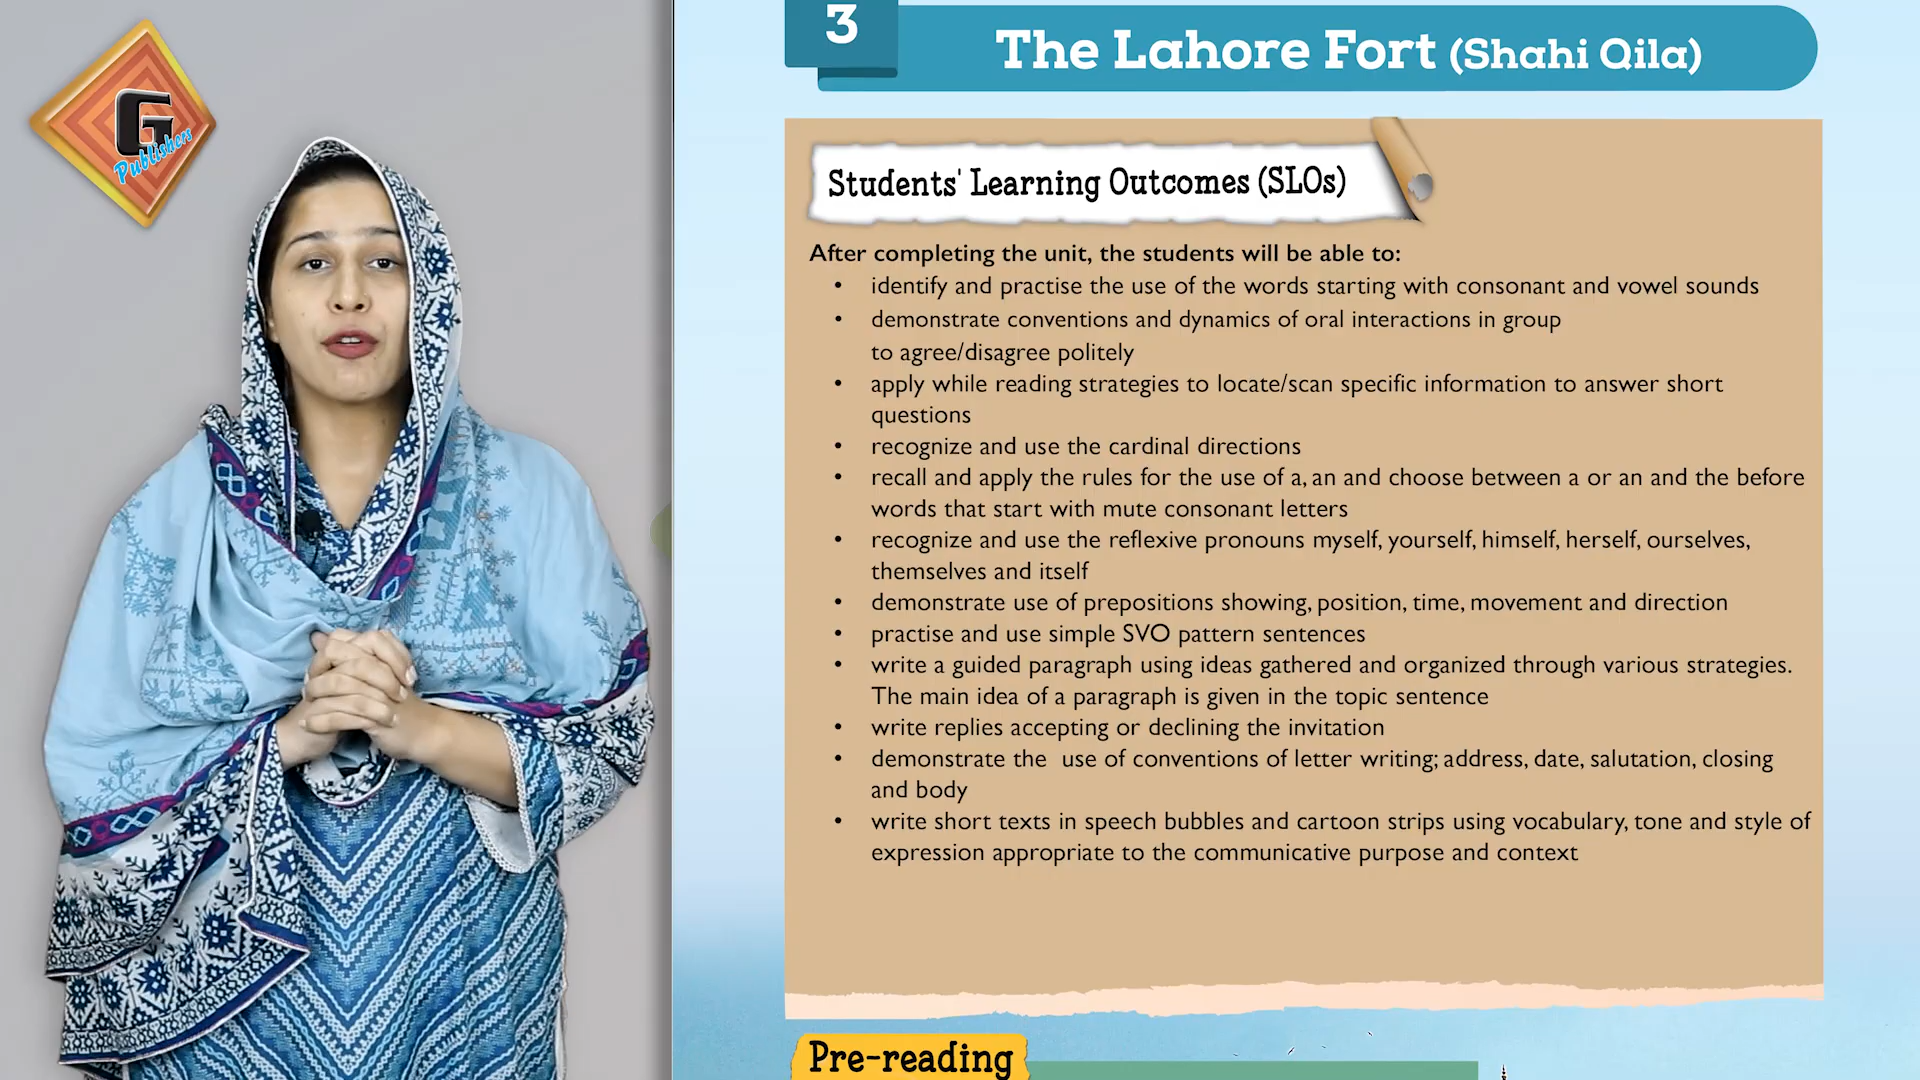 G
Publishers
3
The Lahore Fort (Shahi Qila)
Students' Learning Outcomes (SLOs)
After completing the unit, the students will be able to:
• identify and practise the use of the words starting with consonant and vowel sounds
• demonstrate conventions and dynamics of oral interactions in group
to agree/disagree politely
• apply while reading strategies to locate/scan specific information to answer short
questions
• recognize and use the cardinal directions
• recall and apply the rules for the use of a, an and choose between a or an and the before
words that start with mute consonant letters
• recognize and use the reflexive pronouns myself, yourself, himself, herself, ourselves,
themselves and itself
• demonstrate use of prepositions showing, position, time, movement and direction
• practise and use simple SVO pattern sentences
• write a guided paragraph using ideas gathered and organized through various strategies.
The main idea of a paragraph is given in the topic sentence
• write replies accepting or declining the invitation
• demonstrate the use of conventions of letter writing; address, date, salutation, closing
and body
• write short texts in speech bubbles and cartoon strips using vocabulary, tone and style of
expression appropriate to the communicative purpose and context
Pre-reading